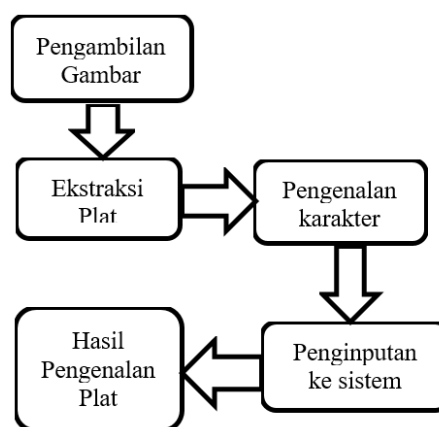 Pengambilan
Gambar
Ekstraksi
Plat
Pengenalan
karakter
Penginputan
ke sistem
Hasil
Pengenalan
Plat